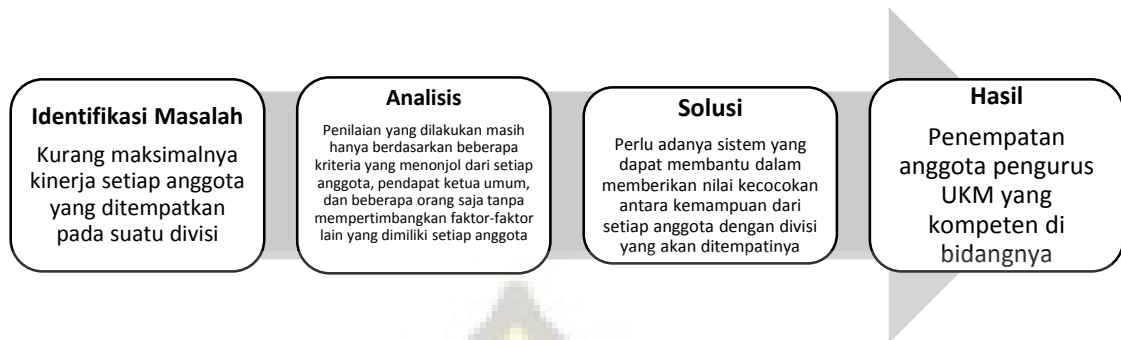 Identifikasi Masalah
Kurang maksimalnya
kinerja setiap anggota
yang ditempatkan
pada suatu divisi
Analisis
Penilaian yang dilakukan masih
hanya berdasarkan beberapa
kriteria yang menonjol dari setiap
anggota, pendapat ketua umum,
dan beberapa orang saja tanpa
mempertimbangkan faktor-faktor
lain yang dimiliki setiap anggota
Solusi
Perlu adanya sistem yang
dapat membantu dalam
memberikan nilai kecocokan
antara kemampuan dari
setiap anggota dengan divisi
yang akan ditempatinya
Hasil
Penempatan
anggota pengurus
UKM yang
kompeten di
bidangnya